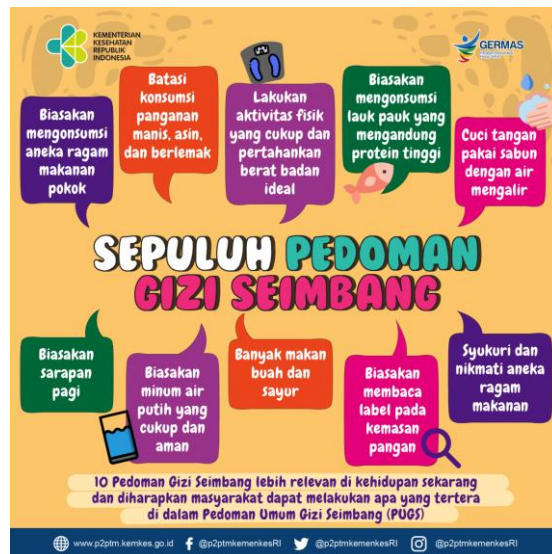 KEMENTERIAN
KESEHATAN
REPUBLIK
INDONESIA
GERMAS
Biasakan
mengonsumsi
aneka ragam
makanan
pokok
Batasi
konsumsi
panganan
manis, asin,
dan berlemak
Lakukan
aktivitas fisik
yang cukup dan
pertahankan
berat badan
ideal
Biasakan
mengonsumsi
lauk pauk yang
mengandung
protein tinggi
Cuci tangan
pakai sabun
dengan air
mengalir
SEPULUH PEDOMAN
GIZI SEIMBANG
Biasakan
sarapan
pagi
Biasakan
minum air
putih yang
cukup dan
aman
Banyak makan
buah dan
sayur
Biasakan
membaca
label pada
kemasan
pangan
Syukuri dan
nikmati aneka
ragam
makanan
10 Pedoman Gizi Seimbang lebih relevan di kehidupan sekarang
dan diharapkan masyarakat dapat melakukan apa yang tertera
di dalam Pedoman Umum Gizi Seimbang (PUGS)
www.p2ptm.kemkes.go.id @p2ptmkemenkesRI @p2ptmkemenkesRI @p2ptmkemenkesRI